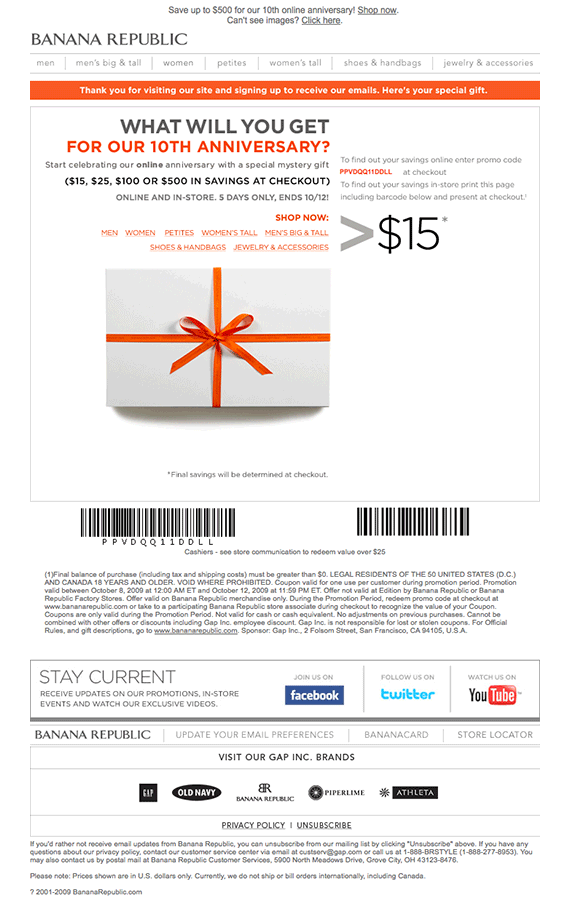 Save up to $500 for our 10th online anniversary! Shop now.
Can't see images? Click here.
BANANA REPUBLIC
men men's big & tall women petites women's tall shoes & handbags jewelry & accessories
Thank you for visiting our site and signing up to receive our emails. Here's your special gift.
WHAT WILL YOU GET
FOR OUR 10TH ANNIVERSARY?
Start celebrating our online anniversary with a special mystery gift
($15, $25, $100 OR $500 IN SAVINGS AT CHECKOUT)
ONLINE AND IN-STORE. 5 DAYS ONLY, ENDS 10/12!
SHOP NOW:
MEN WOMEN PETITES WOMEN'S TALL MEN'S BIG & TALL
SHOES & HANDBAGS JEWELRY & ACCESSORIES
To find out your savings online enter promo code
PPVDQQ11DDLL at checkout
To find out your savings in-store print this page
including barcode below and present at checkout.¹
>$15*
*Final savings will be determined at checkout.
PPVDQQ11DDLL
Cashiers - see store communication to redeem value over $25
(1)Final balance of purchase (including tax and shipping costs) must be greater than $0. LEGAL RESIDENTS OF THE 50 UNITED STATES (D.C.)
AND CANADA 18 YEARS AND OLDER. VOID WHERE PROHIBITED. Coupon valid for one use per customer during promotion period. Promotion
valid between October 8, 2009 at 12:00 AM ET and October 12, 2009 at 11:59 PM ET. Offer not valid at Edition by Banana Republic or Banana
Republic Factory Stores. Offer valid on Banana Republic merchandise only. During the Promotion Period, redeem promo code at checkout at
www.bananarepublic.com or take to a participating Banana Republic store associate during checkout to recognize the value of your Coupon.
Coupons are only valid during the Promotion Period. Not valid for cash or cash equivalent. No adjustments on previous purchases. Cannot be
combined with other offers or discounts including Gap Inc. employee discount. Gap Inc. is not responsible for lost or stolen coupons. For Official
Rules, and gift descriptions, go to www.bananarepublic.com. Sponsor: Gap Inc., 2 Folsom Street, San Francisco, CA 94105, U.S.A.
STAY CURRENT
RECEIVE UPDATES ON OUR PROMOTIONS, IN-STORE
EVENTS AND WATCH OUR EXCLUSIVE VIDEOS.
JOIN US ON
facebook
FOLLOW US ON
twitter
WATCH US ON
YouTube
BANANA REPUBLIC UPDATE YOUR EMAIL PREFERENCES BANANACARD STORE LOCATOR
VISIT OUR GAP INC. BRANDS
GAP OLD NAVY BR BANANA REPUBLIC PIPERLIME ATHLETA
PRIVACY POLICY | UNSUBSCRIBE
If you'd rather not receive email updates from Banana Republic, you can unsubscribe from our mailing list by clicking "Unsubscribe" above. If you have any
questions about our privacy policy, contact our customer service center via email at custserv@gap.com or call us at 1-888-BRSTYLE (1-888-277-8953). You
may also contact us by postal mail at Banana Republic Customer Services, 5900 North Meadows Drive, Grove City, OH 43123-8476.
Please note: Prices shown are in U.S. dollars only. Currently, we do not ship or bill orders internationally, including Canada.
? 2001-2009 BananaRepublic.com